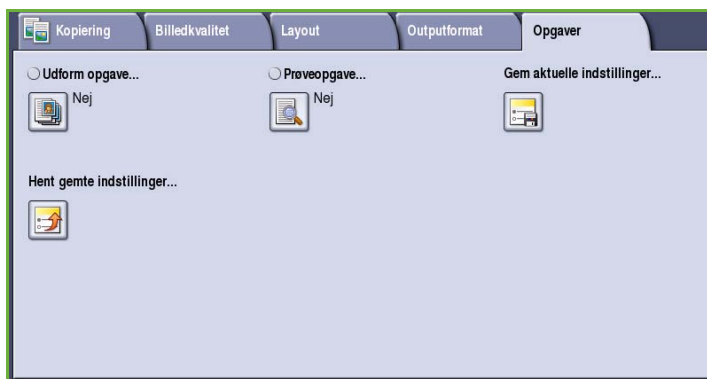 Kopiering Billedkvalitet Layout Outputformat Opgaver
Udform opgave... Prøveopgave... Gem aktuelle indstillinger...
Nej Nej
Hent gemte indstillinger...